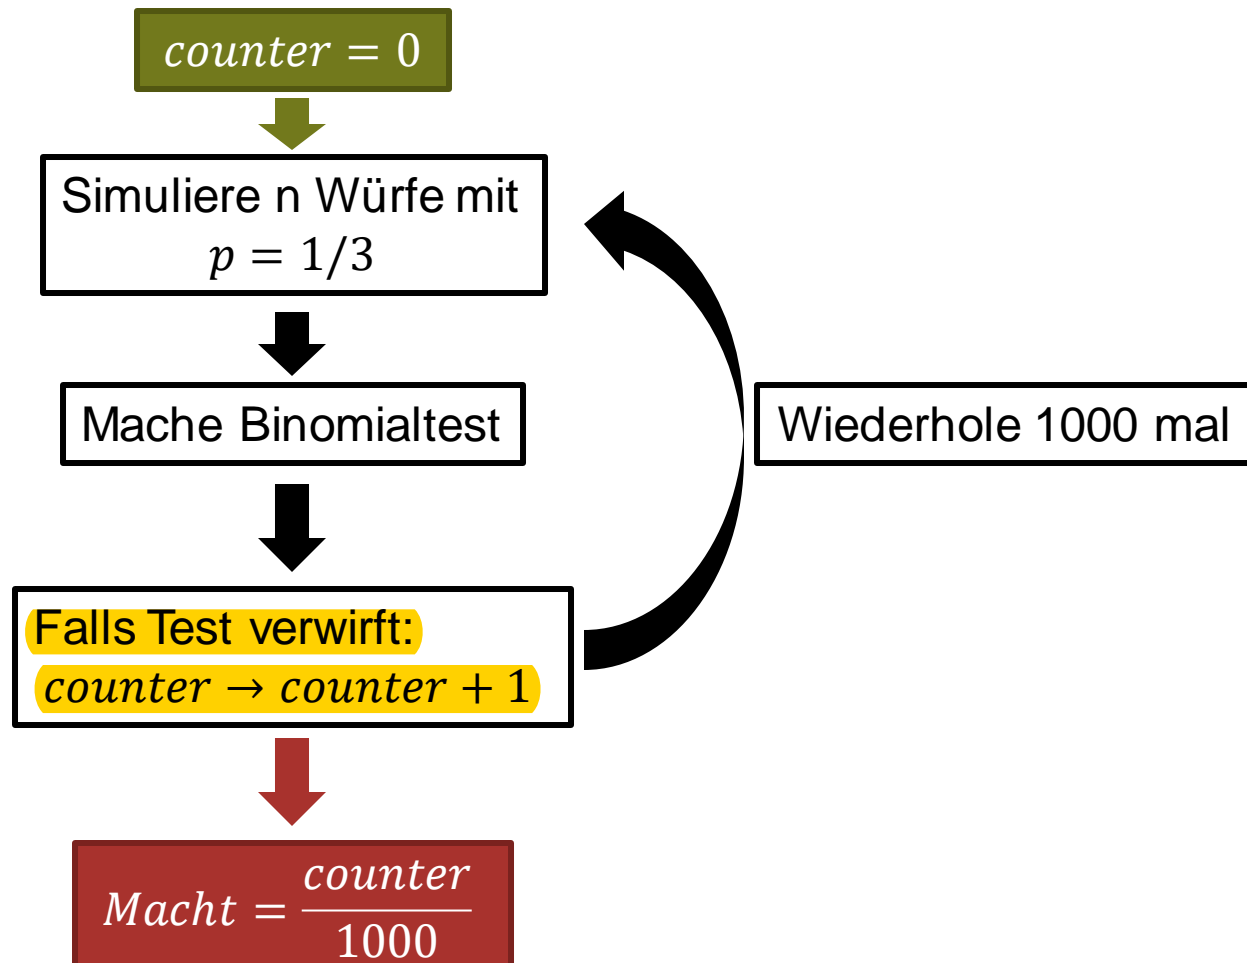 counter = 0
Simuliere n Würfe mit
p = 1/3
Mache Binomialtest
Wiederhole 1000 mal
Falls Test verwirft:
counter → counter + 1
Macht = counter
1000